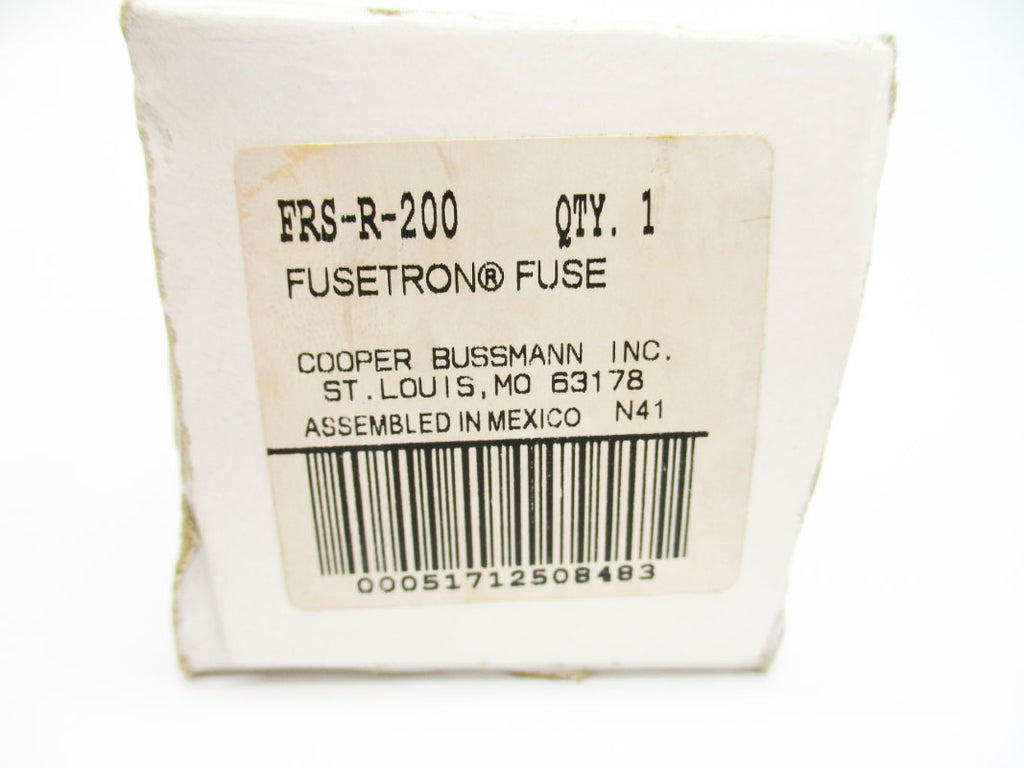 FRS-R-200 QTY. 1
FUSETRON® FUSE
COOPER BUSSMANN INC.
ST.LOUIS,MO 63178
ASSEMBLED IN MEXICO N41
00051712508483